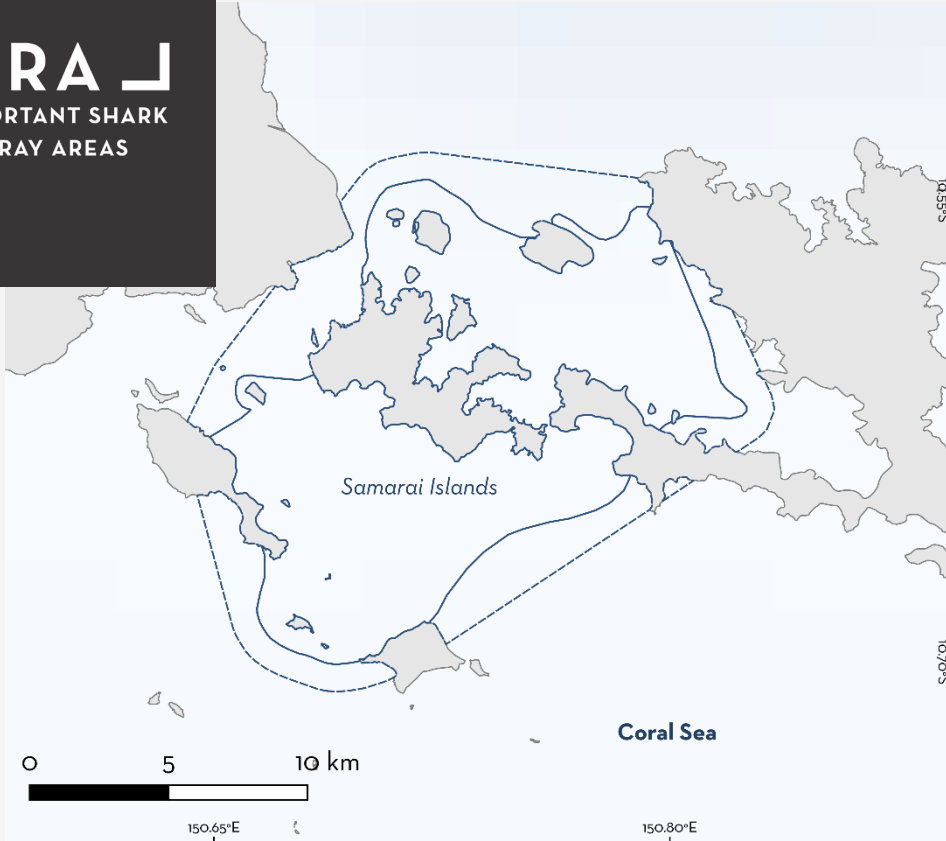 RA
ORTANT SHARK
RAY AREAS
10.55°S
Samarai Islands
10.70°S
Coral Sea
0 5 10 km
150.65°E 150.80°E